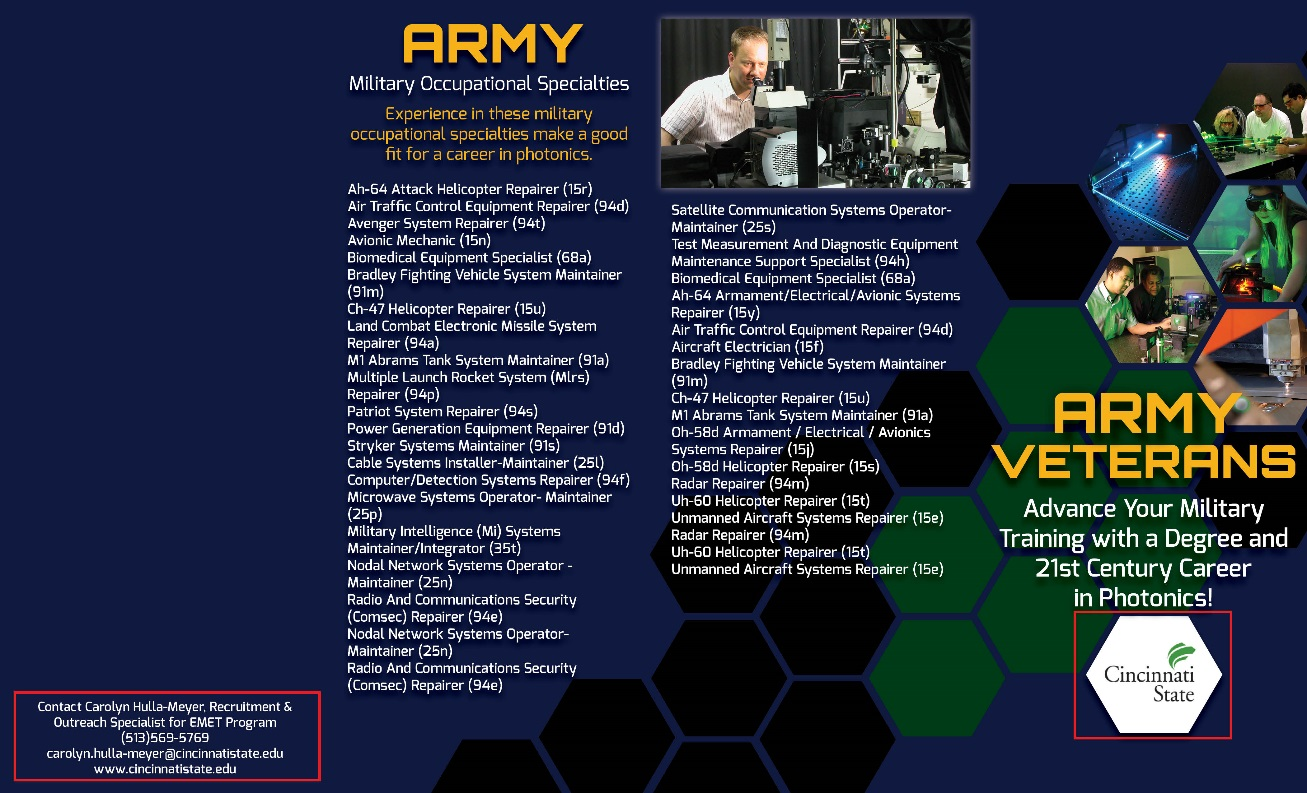 ARMY
Military Occupational Specialties
Experience in these military
occupational specialties make a good
fit for a career in photonics.
Ah-64 Attack Helicopter Repairer (15r)
Air Traffic Control Equipment Repairer (94d)
Avenger System Repairer (94t)
Avionic Mechanic (15n)
Biomedical Equipment Specialist (68a)
Bradley Fighting Vehicle System Maintainer
(91m)
Ch-47 Helicopter Repairer (15u)
Land Combat Electronic Missile System
Repairer (94a)
M1 Abrams Tank System Maintainer (91a)
Multiple Launch Rocket System (Mlrs)
Repairer (94p)
Patriot System Repairer (94s)
Power Generation Equipment Repairer (91d)
Stryker Systems Maintainer (91s)
Cable Systems Installer-Maintainer (25l)
Computer/Detection Systems Repairer (94f)
Microwave Systems Operator- Maintainer
(25p)
Military Intelligence (Mi) Systems
Maintainer/Integrator (35t)
Nodal Network Systems Operator -
Maintainer (25n)
Radio And Communications Security
(Comsec) Repairer (94e)
Nodal Network Systems Operator-
Maintainer (25n)
Radio And Communications Security
(Comsec) Repairer (94e)
Contact Carolyn Hulla-Meyer, Recruitment &
Outreach Specialist for EMET Program
(513)569-5769
carolyn.hulla-meyer@cincinnatistate.edu
www.cincinnatistate.edu
Satellite Communication Systems Operator-
Maintainer (25s)
Test Measurement And Diagnostic Equipment
Maintenance Support Specialist (94h)
Biomedical Equipment Specialist (68a)
Ah-64 Armament/Electrical/Avionic Systems
Repairer (15y)
Air Traffic Control Equipment Repairer (94d)
Aircraft Electrician (15f)
Bradley Fighting Vehicle System Maintainer
(91m)
Ch-47 Helicopter Repairer (15u)
M1 Abrams Tank System Maintainer (91a)
Oh-58d Armament / Electrical / Avionics
Systems Repairer (15j)
Oh-58d Helicopter Repairer (15s)
Radar Repairer (94m)
Uh-60 Helicopter Repairer (15t)
Unmanned Aircraft Systems Repairer (15e)
Radar Repairer (94m)
Uh-60 Helicopter Repairer (15t)
Unmanned Aircraft Systems Repairer (15e)
ARMY
VETERANS
Advance Your Military
Training with a Degree and
21st Century Career
in Photonics!
Cincinnati
State